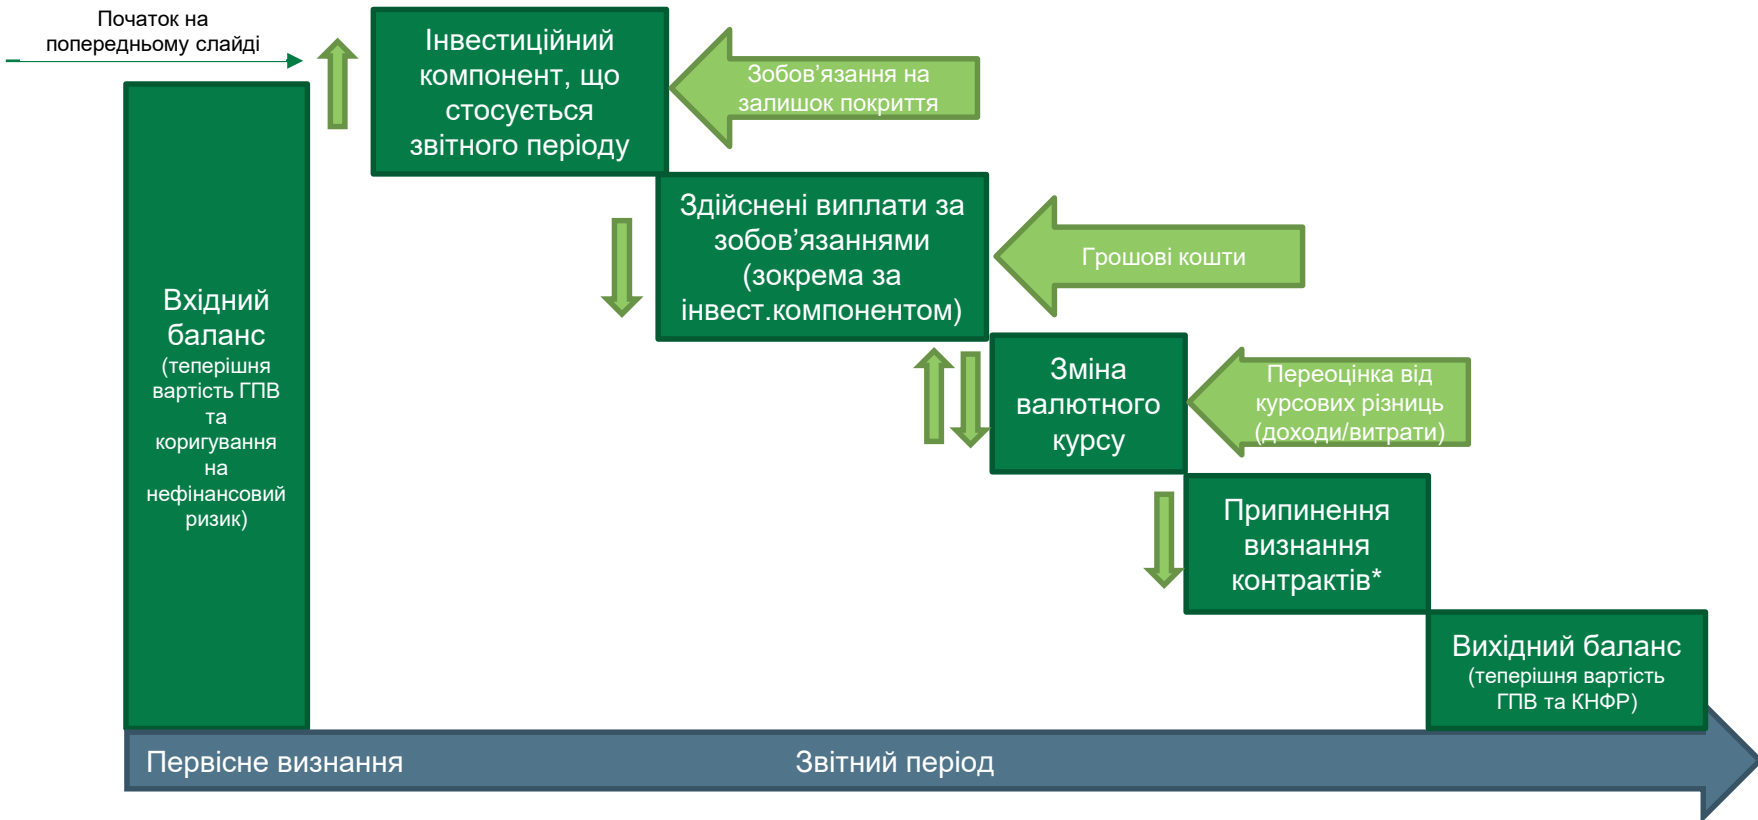 Початок на
попередньому слайді
Інвестиційний
компонент, що
стосується
звітного періоду
Зобов’язання на
залишок покриття
Здійснені виплати за
зобов’язаннями
(зокрема за
інвест.компонентом)
Грошові кошти
Вхідний
баланс
(теперішня
вартість ГПВ
та
коригування
на
нефінансовий
ризик)
Зміна
валютного
курсу
Переоцінка від
курсових різниць
(доходи/витрати)
Припинення
визнання
контрактів*
Вихідний баланс
(теперішня вартість
ГПВ та КНФР)
Первісне визнання
Звітний період